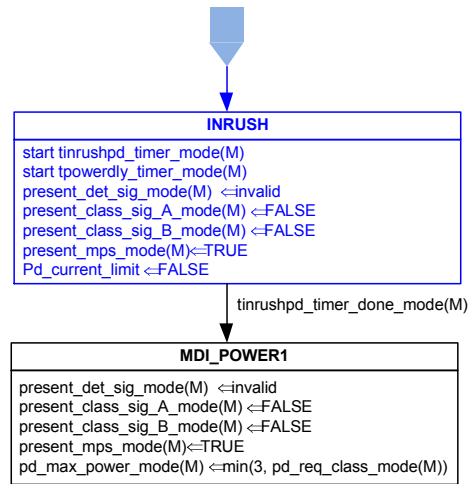 INRUSH
start tinrushpd_timer_mode(M)
start tpowerdly_timer_mode(M)
present_det_sig_mode(M) ⇐invalid
present_class_sig_A_mode(M) ⇐FALSE
present_class_sig_B_mode(M) ⇐FALSE
present_mps_mode(M)⇐TRUE
Pd_current_limit ⇐FALSE
tinrushpd_timer_done_mode(M)
MDI_POWER1
present_det_sig_mode(M) ⇐invalid
present_class_sig_A_mode(M) ⇐FALSE
present_class_sig_B_mode(M) ⇐FALSE
present_mps_mode(M)⇐TRUE
pd_max_power_mode(M) ⇐min(3, pd_req_class_mode(M))